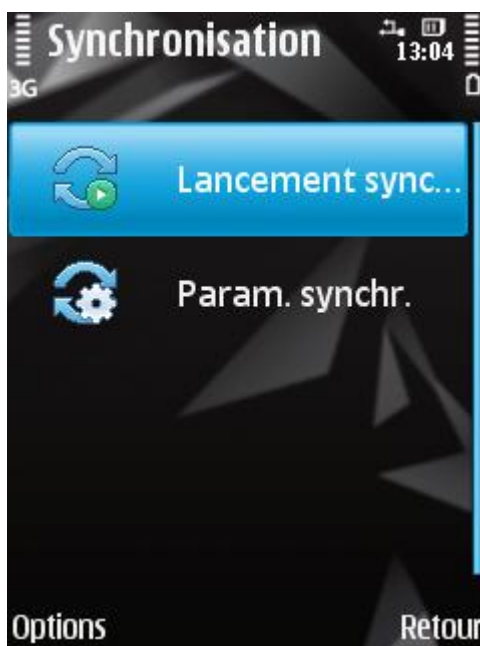 Synchronisation
13:04
3G
Lancement sync...
Param. synchr.
Options
Retour